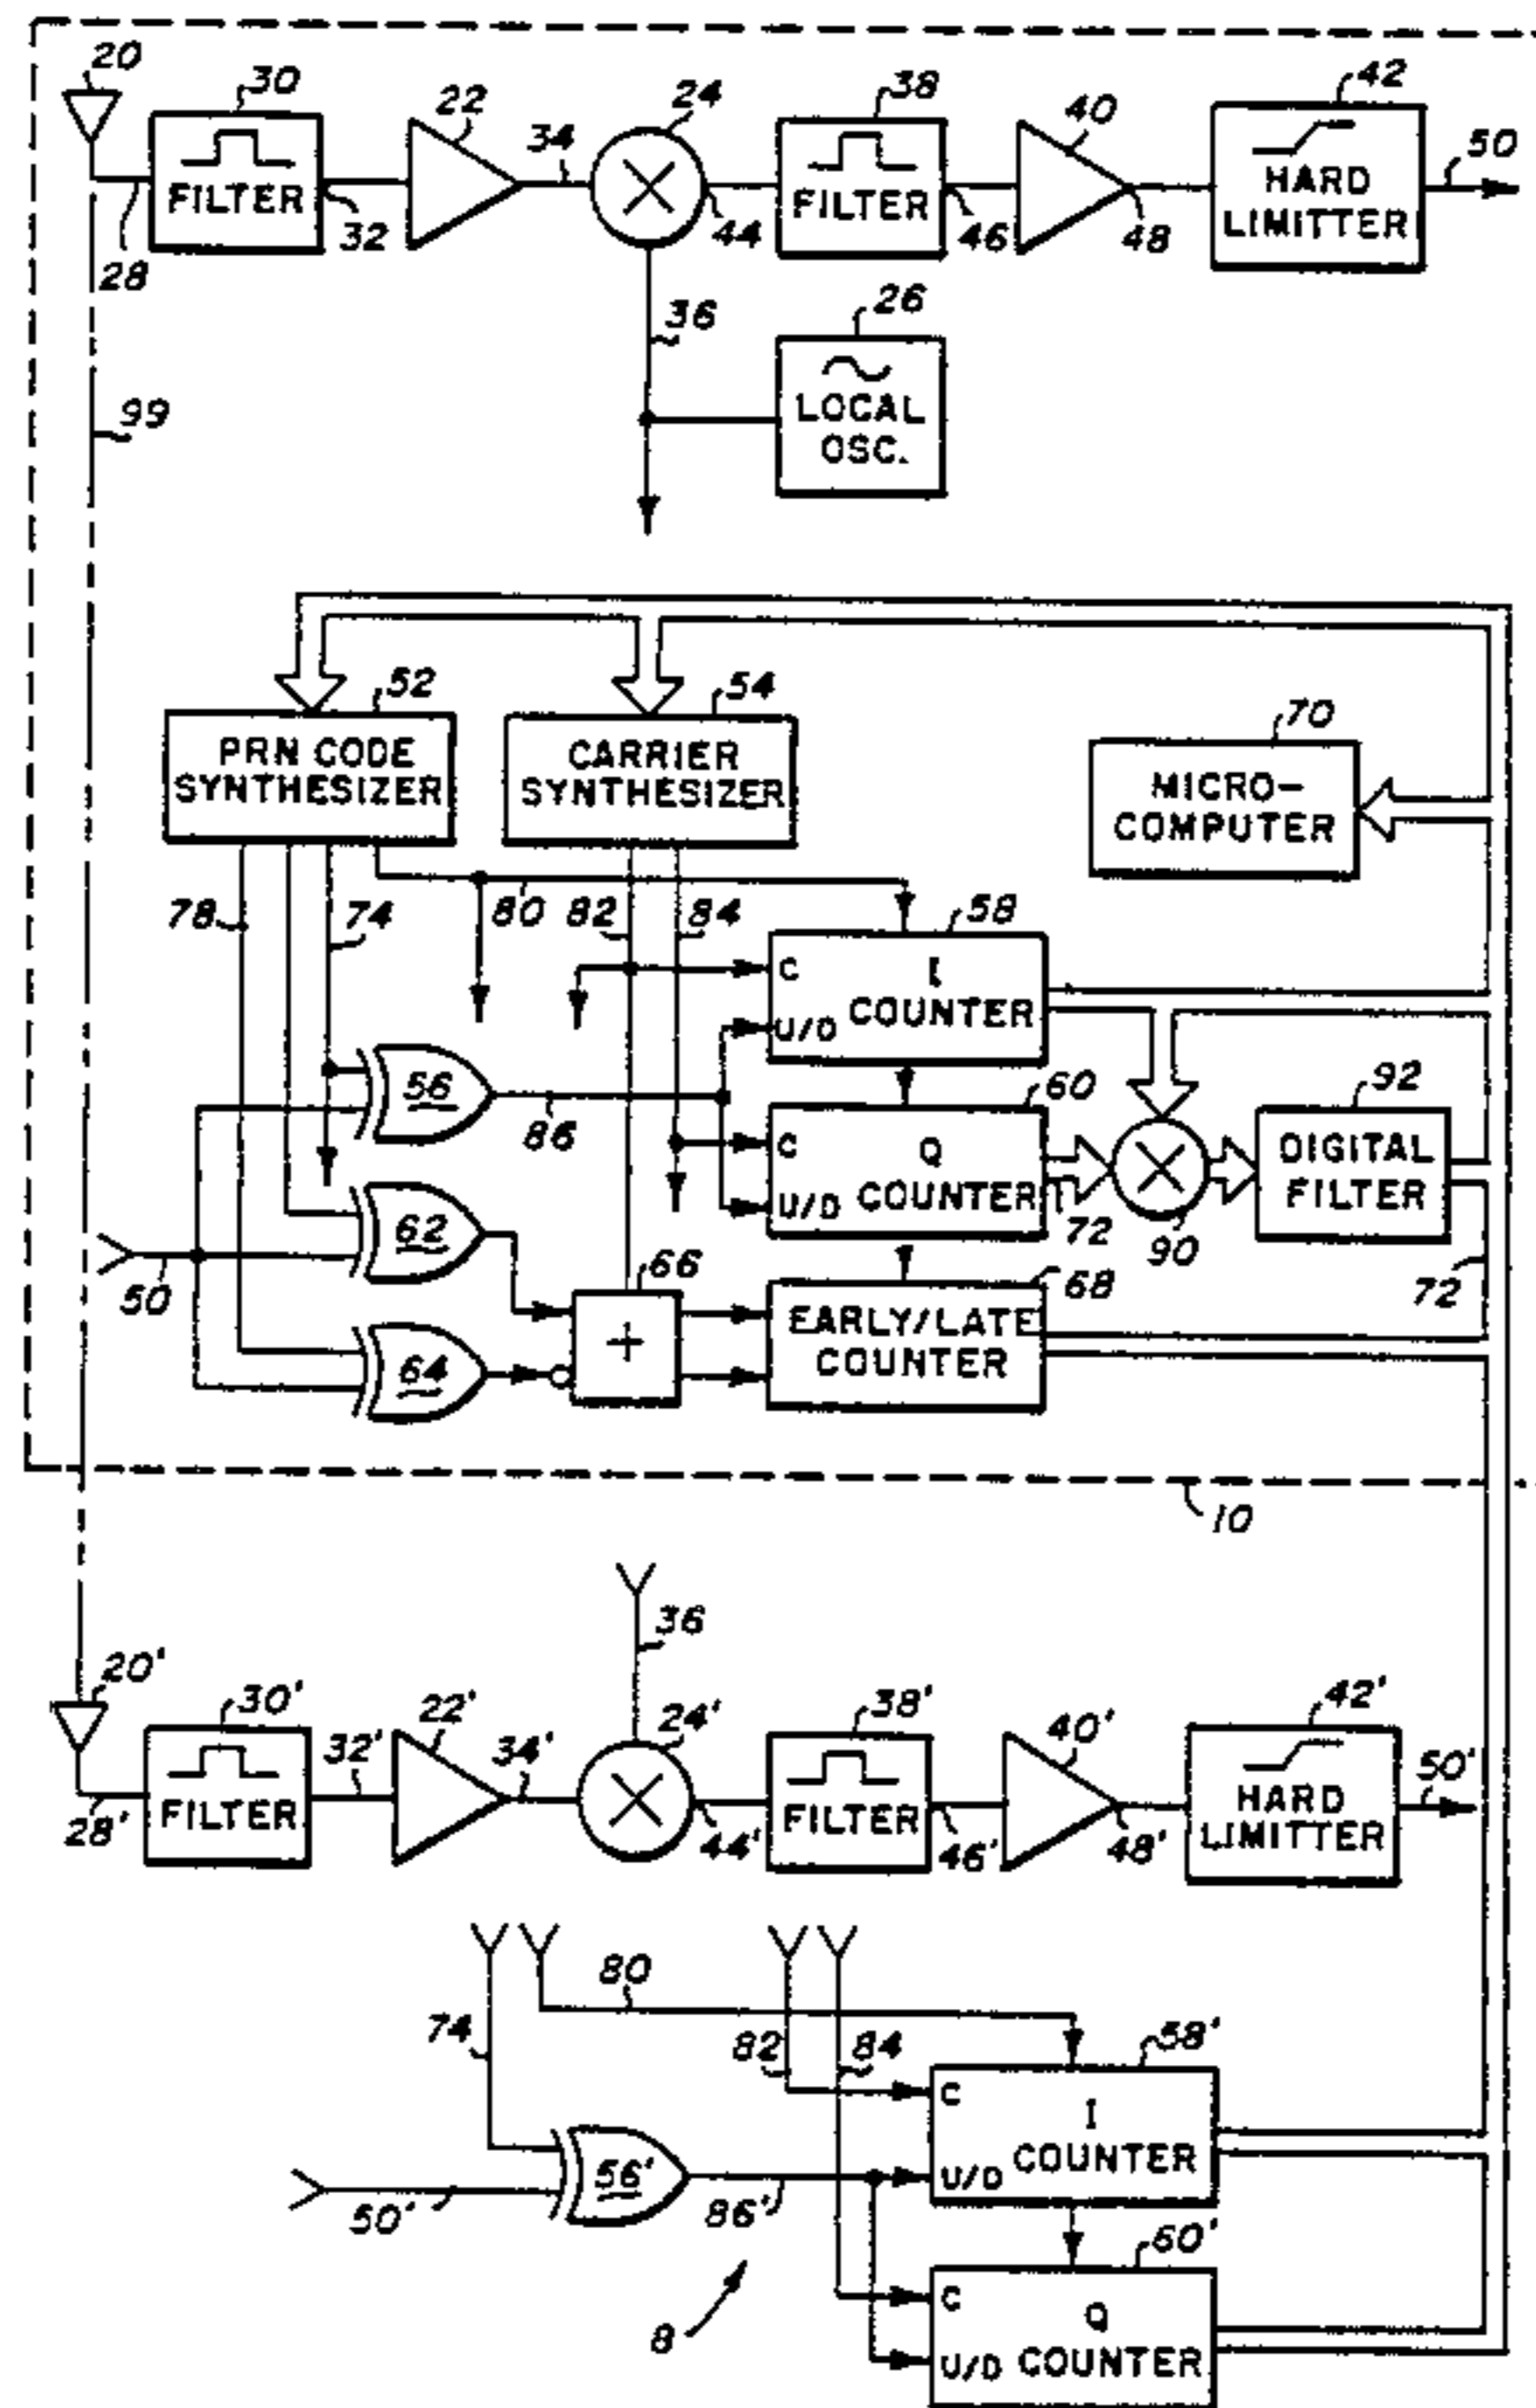 20
30
22
24
38
40
42
FILTER
34
FILTER
HARD
LIMITTER
50
28
32
44
46
48
36
26
LOCAL
OSC.
99
52
54
70
PRN CODE
SYNTHESIZER
CARRIER
SYNTHESIZER
MICRO-
COMPUTER
78
74
80
82
84
58
C
I
COUNTER
U/D
56
86
60
92
C
Q
COUNTER
U/D
72
90
DIGITAL
FILTER
62
50
66
68
72
EARLY/LATE
COUNTER
64
+
10
36
20'
30'
22'
24'
38'
40'
42'
32'
34'
50'
FILTER
FILTER
HARD
LIMITTER
28'
44'
46'
48'
80
74
82
84
58'
C
I
COUNTER
U/D
56'
50'
86'
60'
8
C
Q
COUNTER
U/D